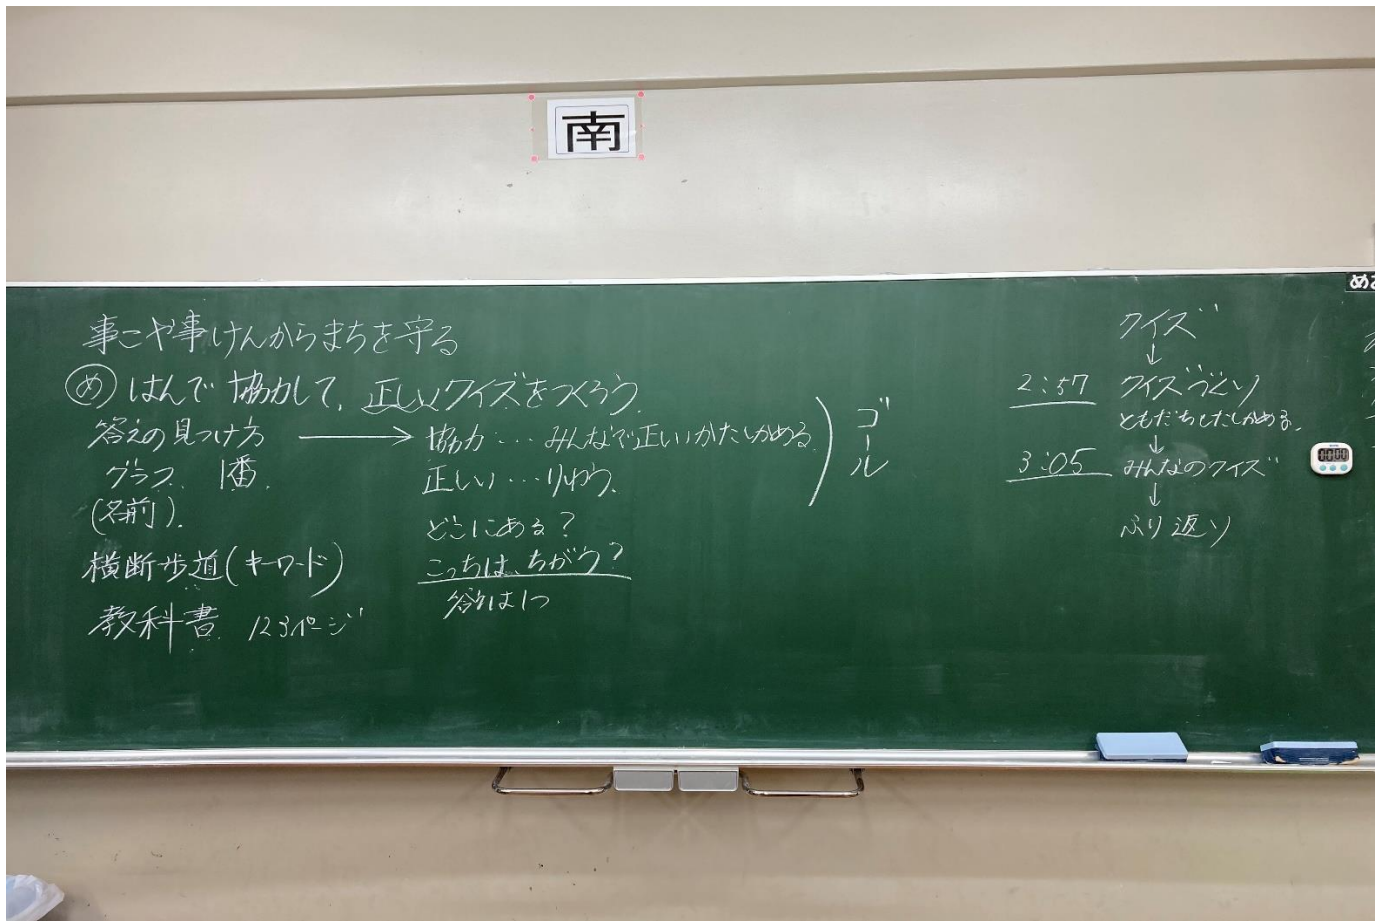 南
事こや事けんからまちを守る
め はんで協力して、正しいクイズをつくろう。
答えの見つけ方 → 協力…みんなで正しいかたしかめる。
グラフ 1番
(名前)
正しい…りゆう。
どこにある?
横断歩道(キーワード)
こっちは、ちがう?
答えは1つ
教科書 123ページ
ゴール
クイズ
↓
2:57 クイズづくり
ともだちとたしかめる。
↓
3:05 みんなのクイズ
↓
ふり返り
00:00